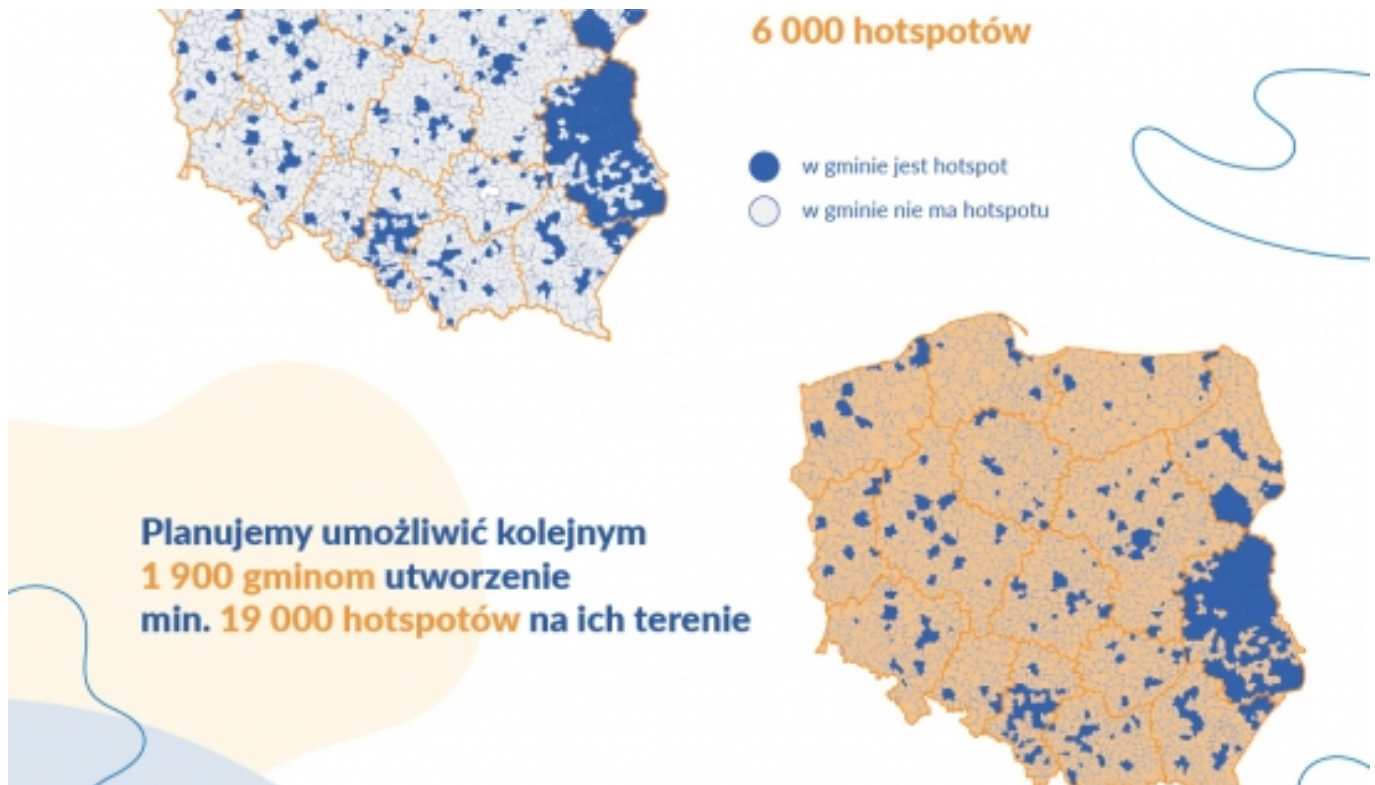 6 000 hotspotów
w gminie jest hotspot
w gminie nie ma hotspotu
Planujemy umożliwić kolejnym
1 900 gminom utworzenie
min. 19 000 hotspotów na ich terenie